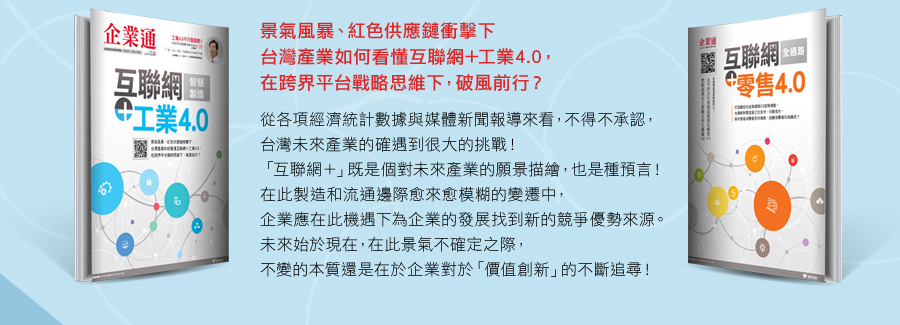 企業通
互聯網
智慧
製造
+工業4.0
景氣風暴、紅色供應鏈衝擊下
台灣產業如何看懂互聯網+工業4.0，
在跨界平台戰略思維下，破風前行？
從各項經濟統計數據與媒體新聞報導來看，不得不承認，
台灣未來產業的確遇到很大的挑戰！
「互聯網+」既是個對未來產業的願景描繪，也是種預言！
在此製造和流通邊際愈來愈模糊的變遷中，
企業應在此機遇下為企業的發展找到新的競爭優勢來源。
未來始於現在，在此景氣不確定之際，
不變的本質還是在於企業對於「價值創新」的不斷追尋！
企業通
互聯網
全通路
+零售4.0